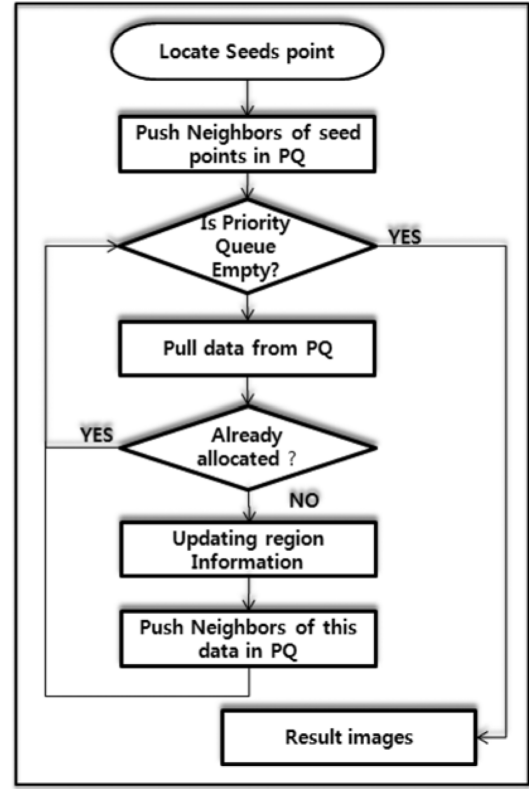 Locate Seeds point
Push Neighbors of seed
points in PQ
Is Priority
Queue
Empty?
YES
Pull data from PQ
YES
Already
allocated ?
NO
Updating region
Information
Push Neighbors of this
data in PQ
Result images